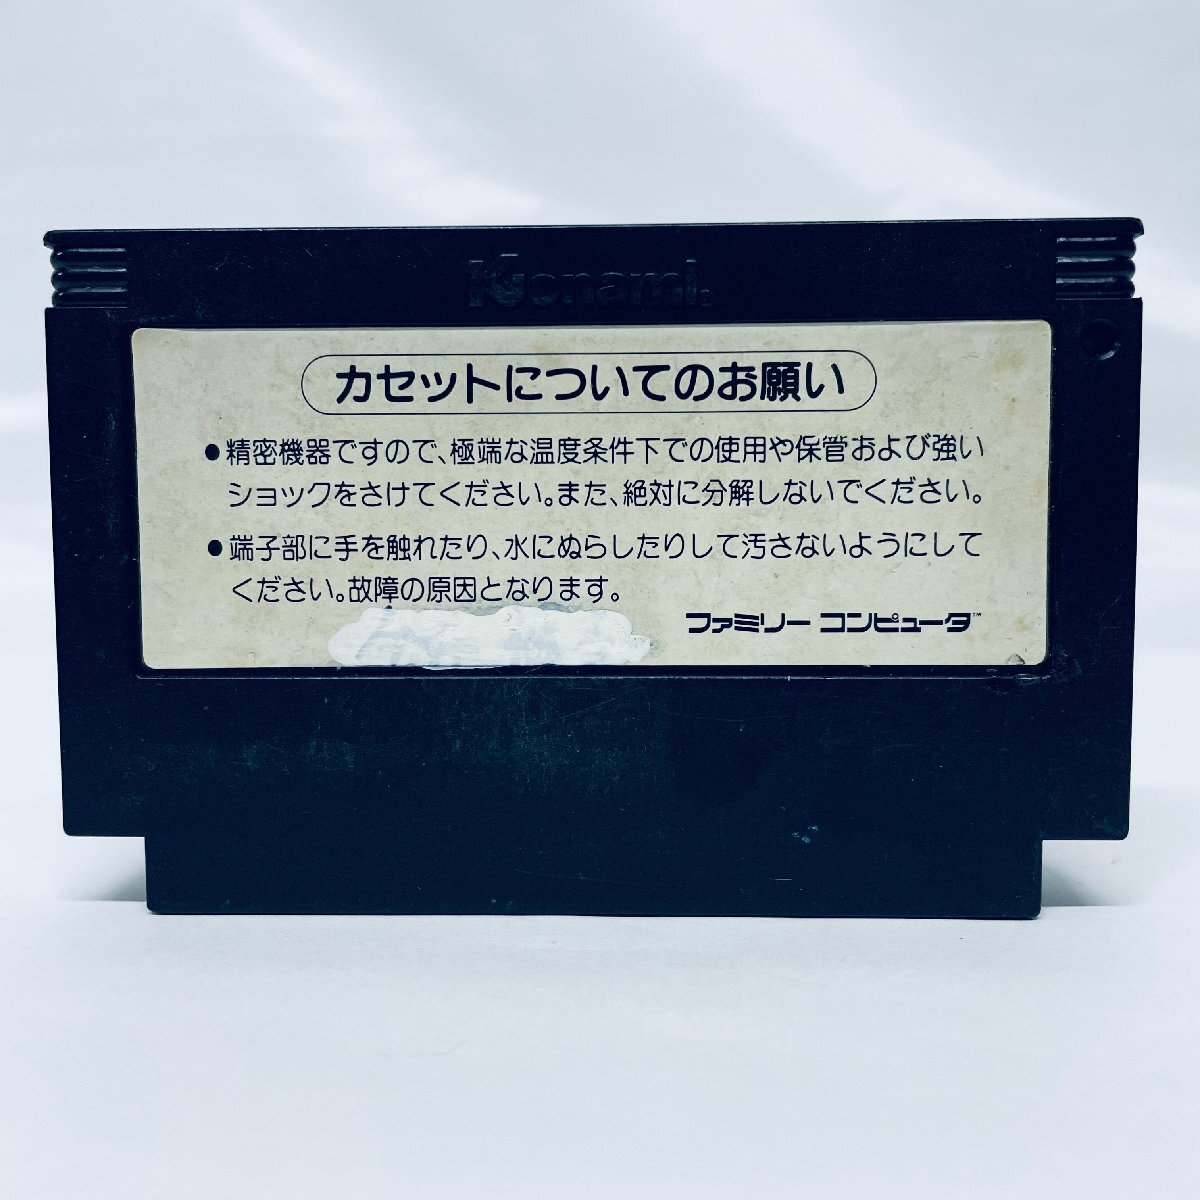 Konami
カセットについてのお願い
●精密機器ですので、極端な温度条件下での使用や保管および強い
ショックをさけてください。また、絶対に分解しないでください。
●端子部に手を触れたり、水にぬらしたりして汚さないようにして
ください。故障の原因となります。
ファミリー コンピュータ™